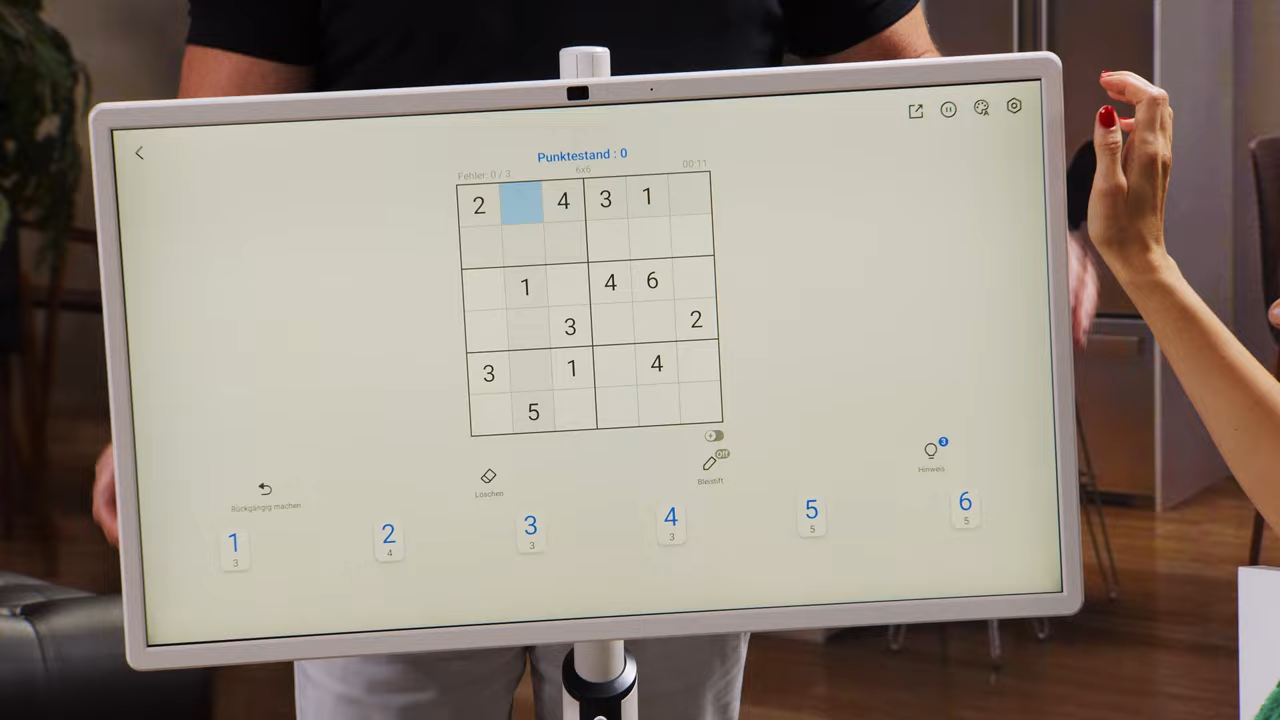 Punktestand : 0
Fehler: 0 / 3 6x6 00:11
2 4 3 1
1 4 6
3 2
3 1 4
5
Rückgängig machen Löschen Off Bleistift 3 Hinweis
1 2 3 4 5 6
3 4 3 3 5 5